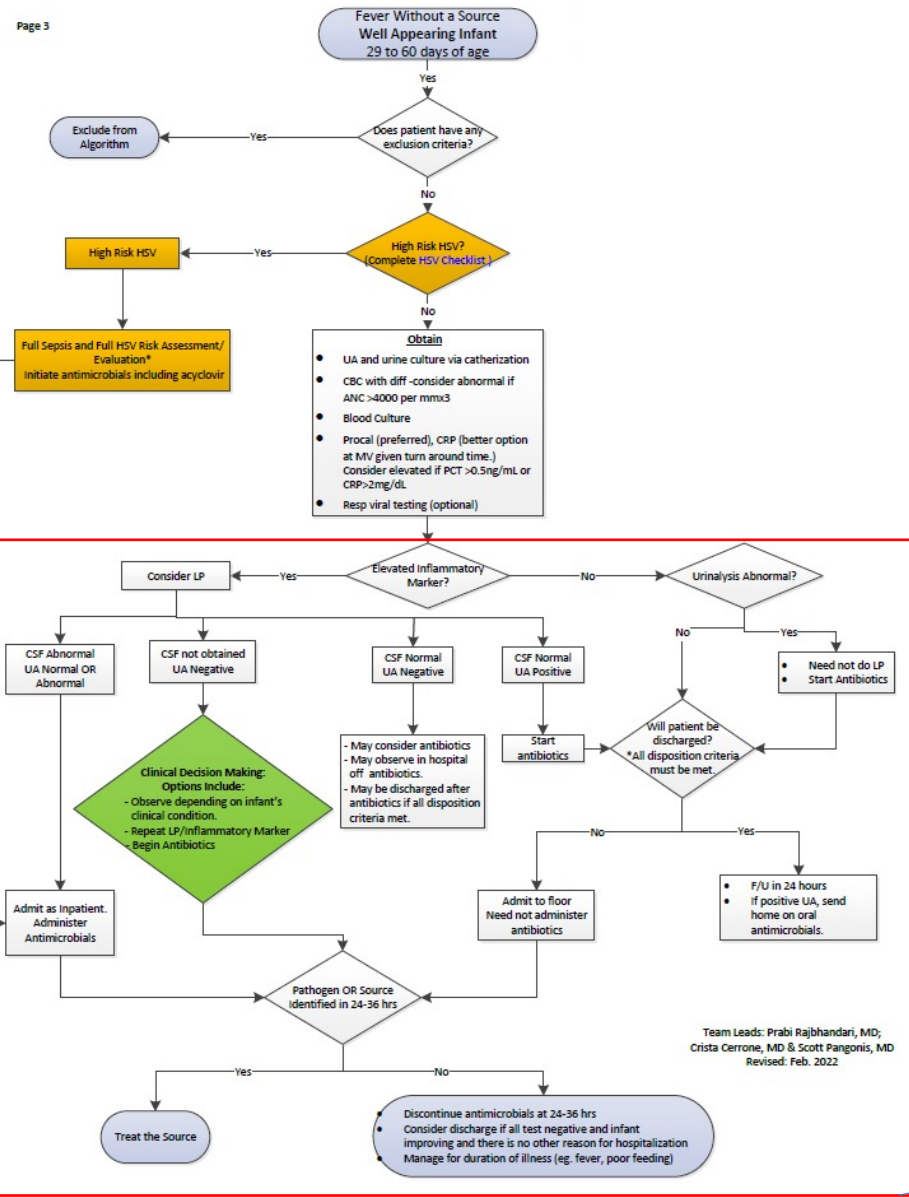 Page 3
Fever Without a Source
Well Appearing Infant
29 to 60 days of age
Yes
Does patient have any
exclusion criteria?
Yes
Exclude from
Algorithm
No
High Risk HSV?
(Complete HSV Checklist.)
Yes
High Risk HSV
Full Sepsis and Full HSV Risk Assessment/
Evaluation*
Initiate antimicrobials including acyclovir
No
Obtain
• UA and urine culture via catherization
• CBC with diff -consider abnormal if
ANC >4000 per mmx3
• Blood Culture
• Procal (preferred), CRP (better option
at MV given turn around time.)
Consider elevated if PCT >0.5ng/mL or
CRP>2mg/dL
• Resp viral testing (optional)
Elevated Inflammatory
Marker?
Yes
Consider LP
No
Urinalysis Abnormal?
CSF Abnormal
UA Normal OR
Abnormal
CSF not obtained
UA Negative
CSF Normal
UA Negative
CSF Normal
UA Positive
No
Yes
• Need not do LP
• Start Antibiotics
Clinical Decision Making:
Options Include:
- Observe depending on infant's
clinical condition.
- Repeat LP/Inflammatory Marker
- Begin Antibiotics
- May consider antibiotics
- May observe in hospital
off antibiotics.
- May be discharged after
antibiotics if all disposition
criteria met.
Start
antibiotics
Will patient be
discharged?
*All disposition criteria
must be met.
No
Yes
Admit as Inpatient.
Administer
Antimicrobials
Admit to floor
Need not administer
antibiotics
• F/U in 24 hours
• If positive UA, send
home on oral
antimicrobials.
Pathogen OR Source
Identified in 24-36 hrs
Team Leads: Prabi Rajbhandari, MD;
Crista Cerrone, MD & Scott Pangonis, MD
Revised: Feb. 2022
Yes
No
Treat the Source
• Discontinue antimicrobials at 24-36 hrs
• Consider discharge if all test negative and infant
improving and there is no other reason for hospitalization
• Manage for duration of illness (eg. fever, poor feeding)